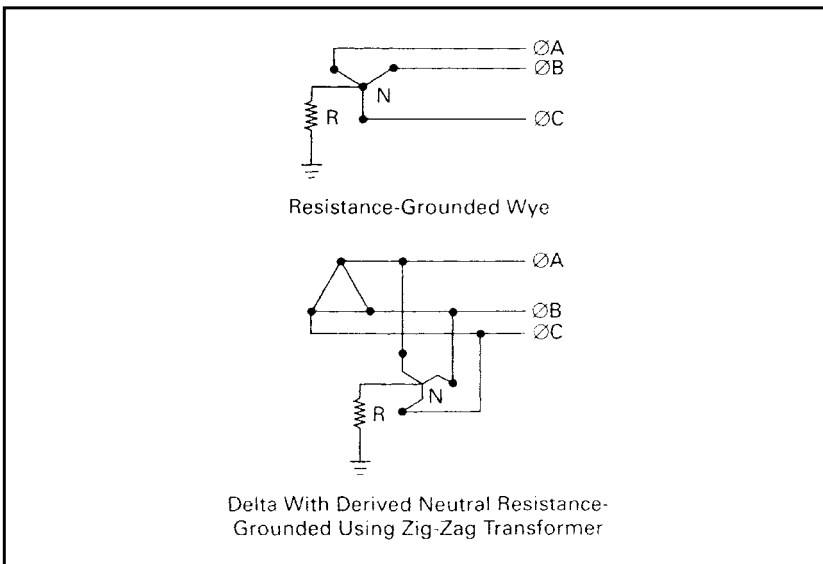 ØA
ØB
N
R
ØC
Resistance-Grounded Wye
ØA
ØB
ØC
N
R
Delta With Derived Neutral Resistance-
Grounded Using Zig-Zag Transformer